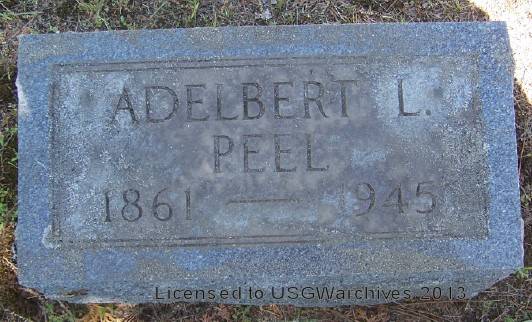 ADELBERT L.
PEEL
1861 — 1945
Licensed to USGWarchives 2013